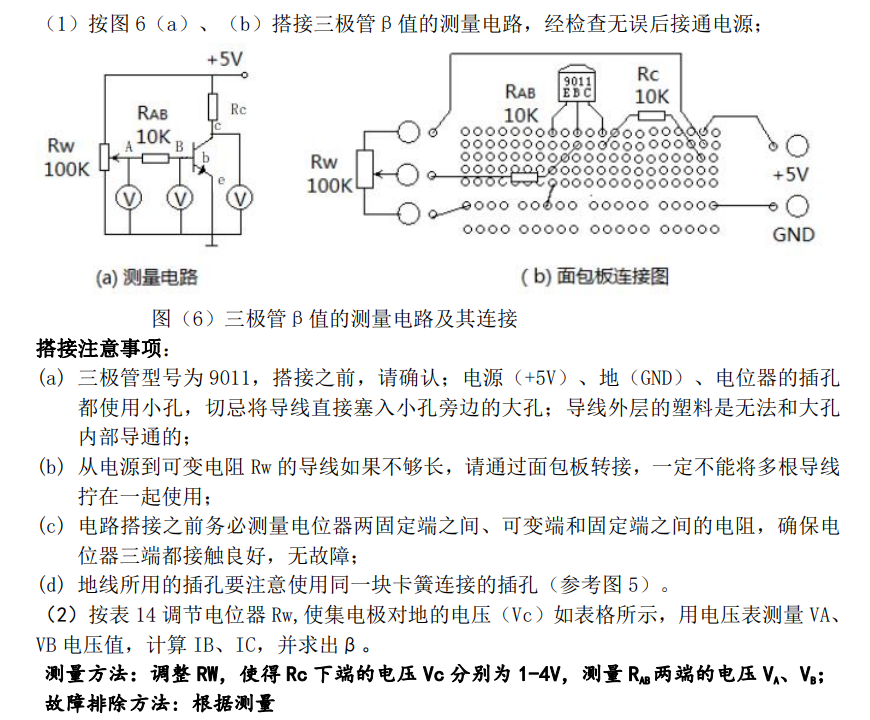 （1）按图 6（a）、（b）搭接三极管β值的测量电路，经检查无误后接通电源；
+5V
Rc
c
RAB
10K
A
B
b
e
Rw
100K
V
V
V
(a) 测量电路
RAB
10K
9011
E B C
Rc
10K
Rw
100K
+5V
GND
( b) 面包板连接图
图（6）三极管β值的测量电路及其连接
搭接注意事项：
(a) 三极管型号为 9011，搭接之前，请确认；电源（+5V）、地（GND）、电位器的插孔
都使用小孔，切忌将导线直接塞入小孔旁边的大孔；导线外层的塑料是无法和大孔
内部导通的；
(b) 从电源到可变电阻 Rw 的导线如果不够长，请通过面包板转接，一定不能将多根导线
拧在一起使用；
(c) 电路搭接之前务必测量电位器两固定端之间、可变端和固定端之间的电阻，确保电
位器三端都接触良好，无故障；
(d) 地线所用的插孔要注意使用同一块卡簧连接的插孔（参考图 5）。
（2）按表 14 调节电位器 Rw,使集电极对地的电压（Vc）如表格所示，用电压表测量 VA、
VB 电压值，计算 IB、IC，并求出β。
测量方法：调整 RW，使得 Rc 下端的电压 Vc 分别为 1-4V，测量 RAB 两端的电压 VA、VB；
故障排除方法：根据测量